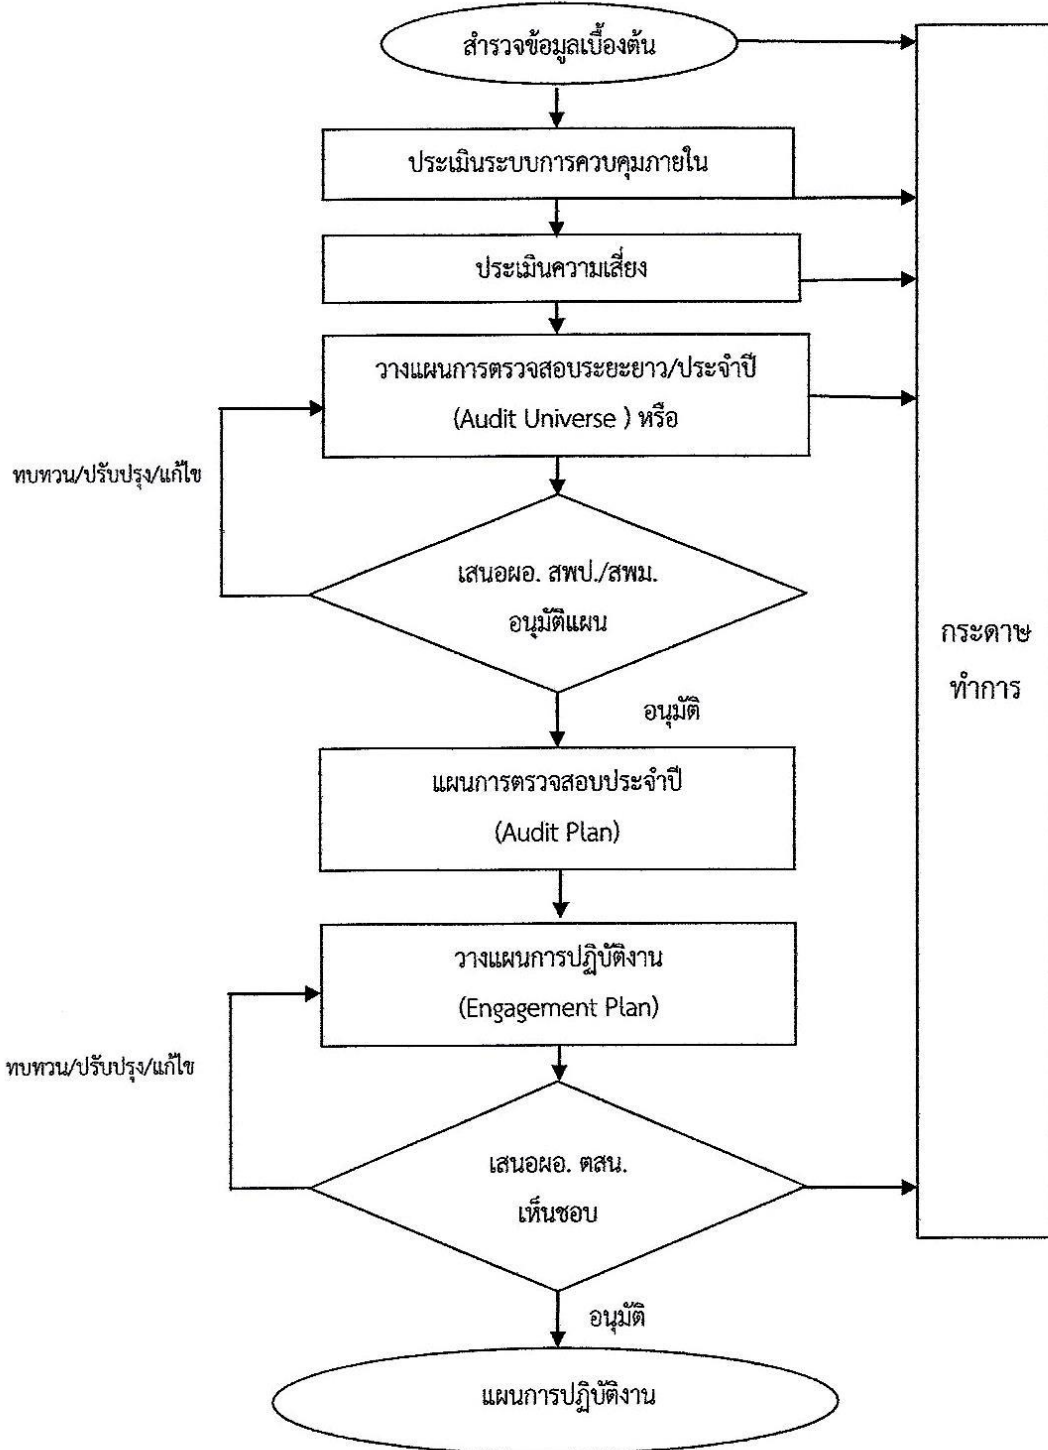 สำรวจข้อมูลเบื้องต้น
ประเมินระบบการควบคุมภายใน
ประเมินความเสี่ยง
วางแผนการตรวจสอบระยะยาว/ประจำปี
(Audit Universe ) หรือ
ทบทวน/ปรับปรุง/แก้ไข
เสนอผอ. สพป./สพม.
อนุมัติแผน
กระดาษ
ทำการ
อนุมัติ
แผนการตรวจสอบประจำปี
(Audit Plan)
วางแผนการปฏิบัติงาน
(Engagement Plan)
ทบทวน/ปรับปรุง/แก้ไข
เสนอผอ. ตสน.
เห็นชอบ
อนุมัติ
แผนการปฏิบัติงาน